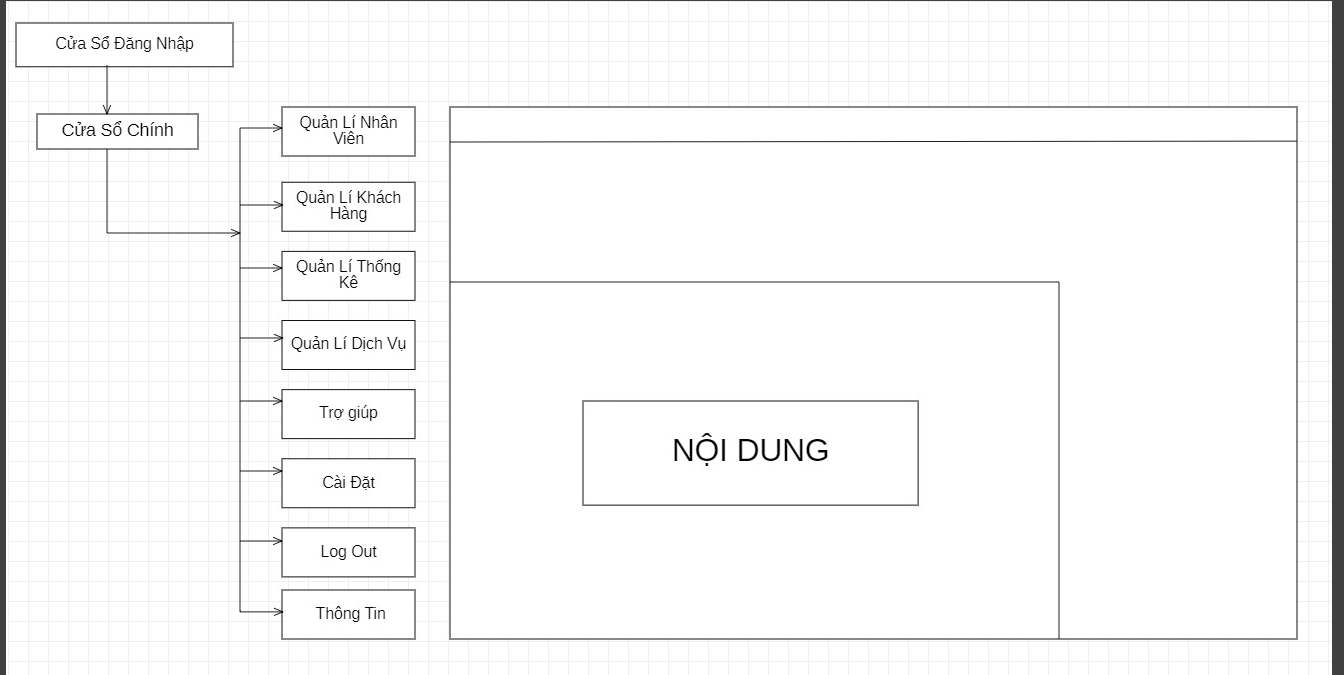 Cửa Sổ Đăng Nhập
Cửa Sổ Chính
Quản Lí Nhân
Viên
Quản Lí Khách
Hàng
Quản Lí Thống
Kê
Quản Lí Dịch Vụ
Trợ giúp
Cài Đặt
Log Out
Thông Tin
NỘI DUNG